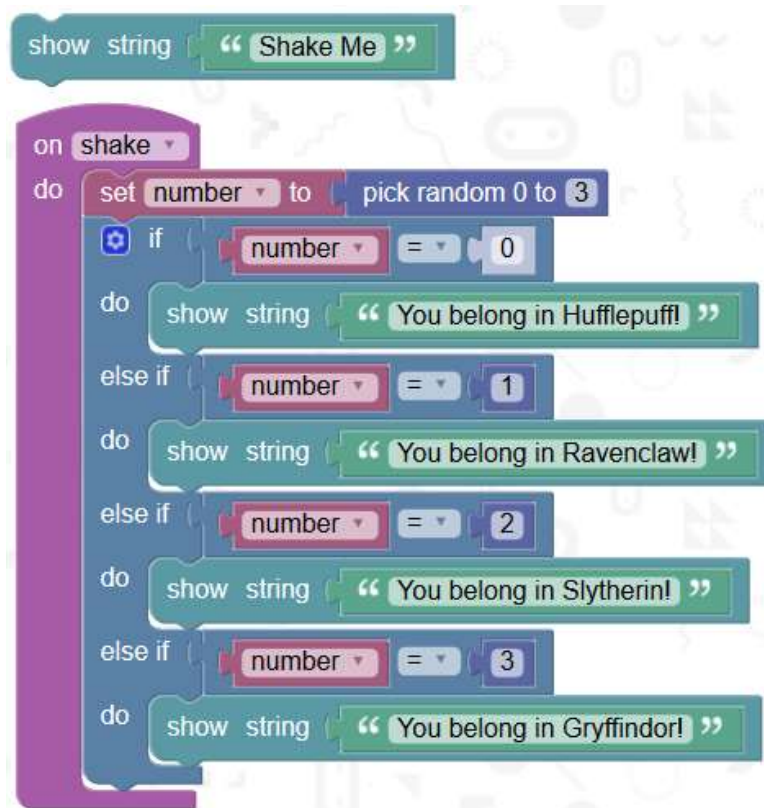 show string “ Shake Me ”
on shake
do set number to pick random 0 to 3
if number = 0
do show string “ You belong in Hufflepuff! ”
else if number = 1
do show string “ You belong in Ravenclaw! ”
else if number = 2
do show string “ You belong in Slytherin! ”
else if number = 3
do show string “ You belong in Gryffindor! ”